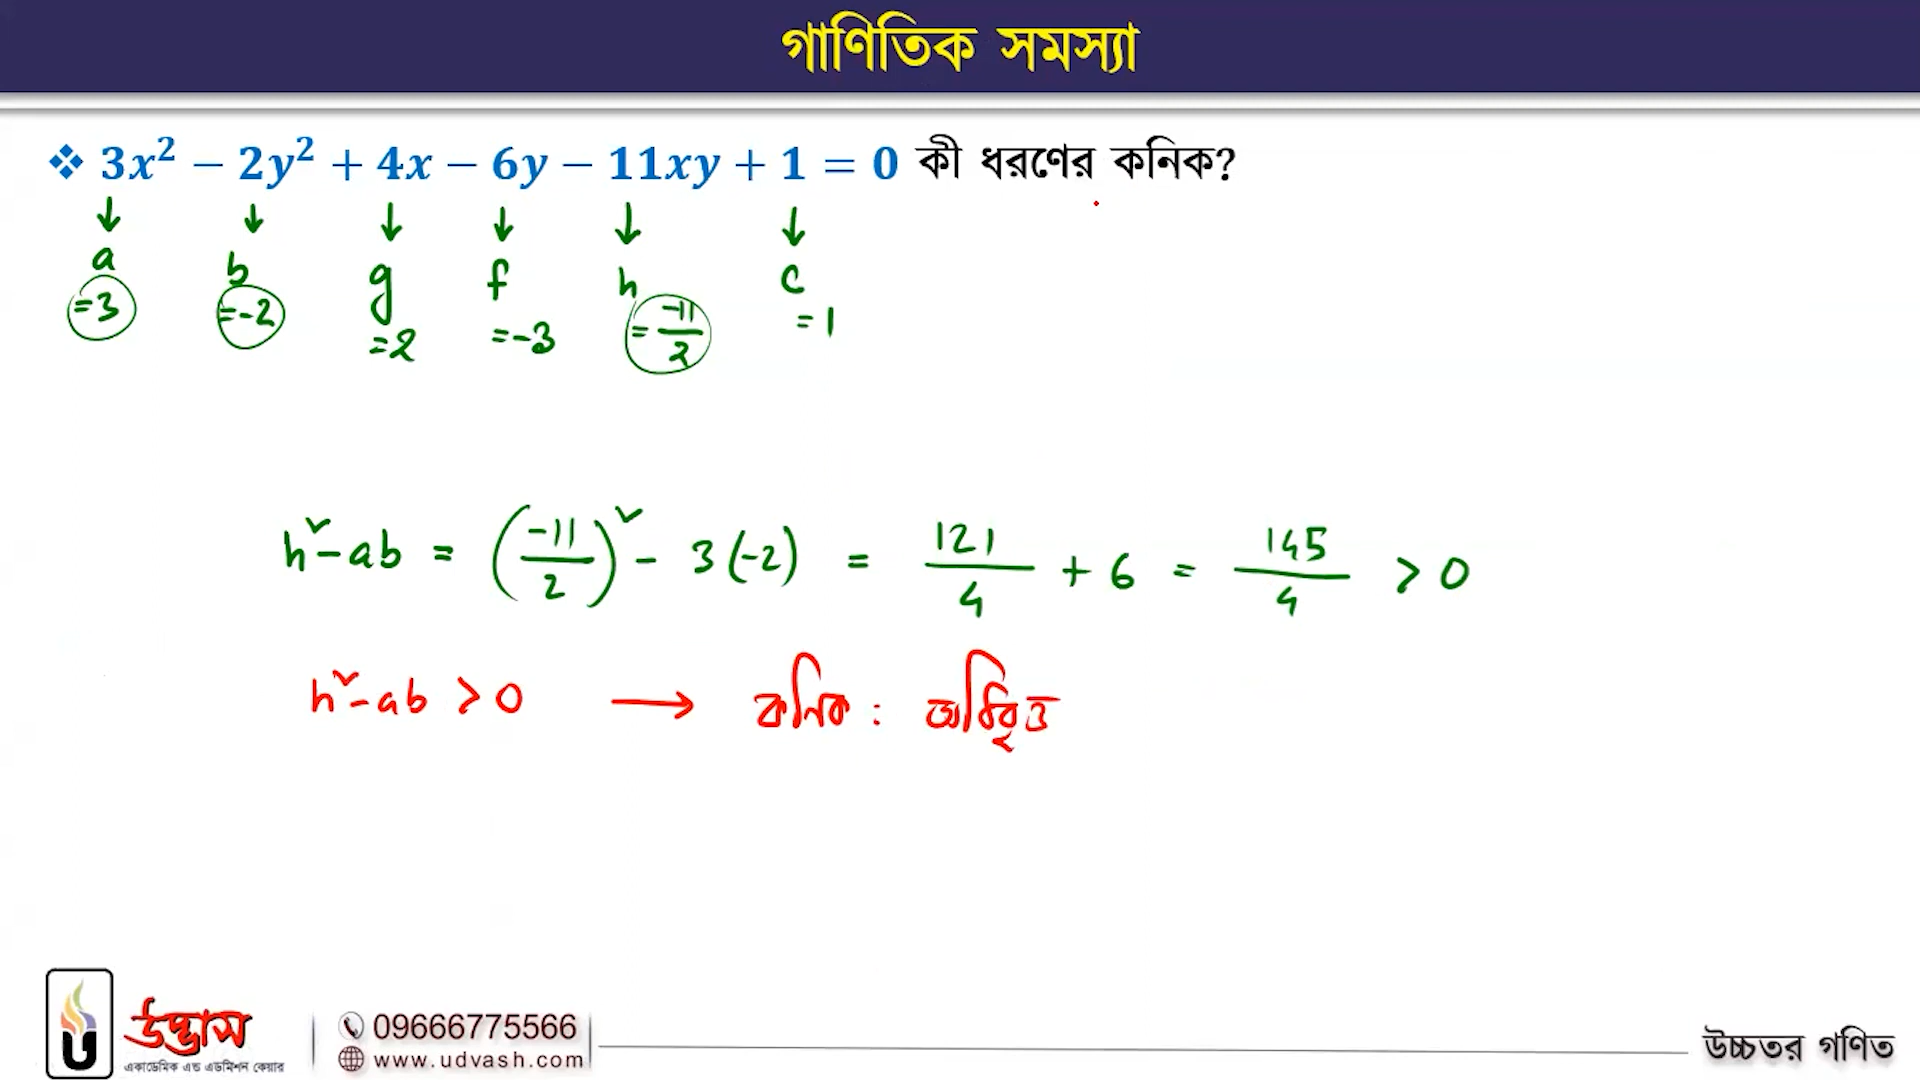 গাণিতিক সমস্যা
❖ 3x² − 2y² + 4x − 6y − 11xy + 1 = 0 কী ধরণের কনিক?
↓ ↓ ↓ ↓ ↓ ↓
a b g f h c
=3 =-2 =2 =-3 =-11/2 =1
h²-ab = (-11/2)² - 3(-2) = 121/4 + 6 = 145/4 > 0
h²-ab > 0 → কনিক: অধিবৃত্ত
U উদ্ভাস
একাডেমিক এন্ড এডমিশন কেয়ার
09666775566
www.udvash.com
উচ্চতর গণিত